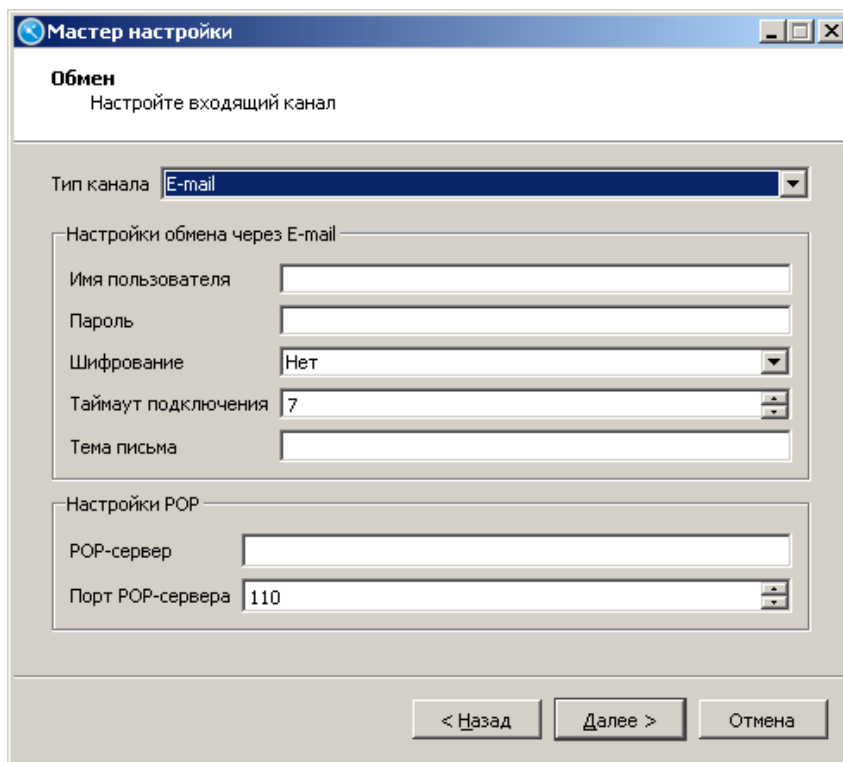 Мастер настройки
Обмен
Настройте входящий канал
Тип канала E-mail
Настройки обмена через E-mail
Имя пользователя
Пароль
Шифрование Нет
Таймаут подключения 7
Тема письма
Настройки POP
POP-сервер
Порт POP-сервера 110
< Назад Далее > Отмена